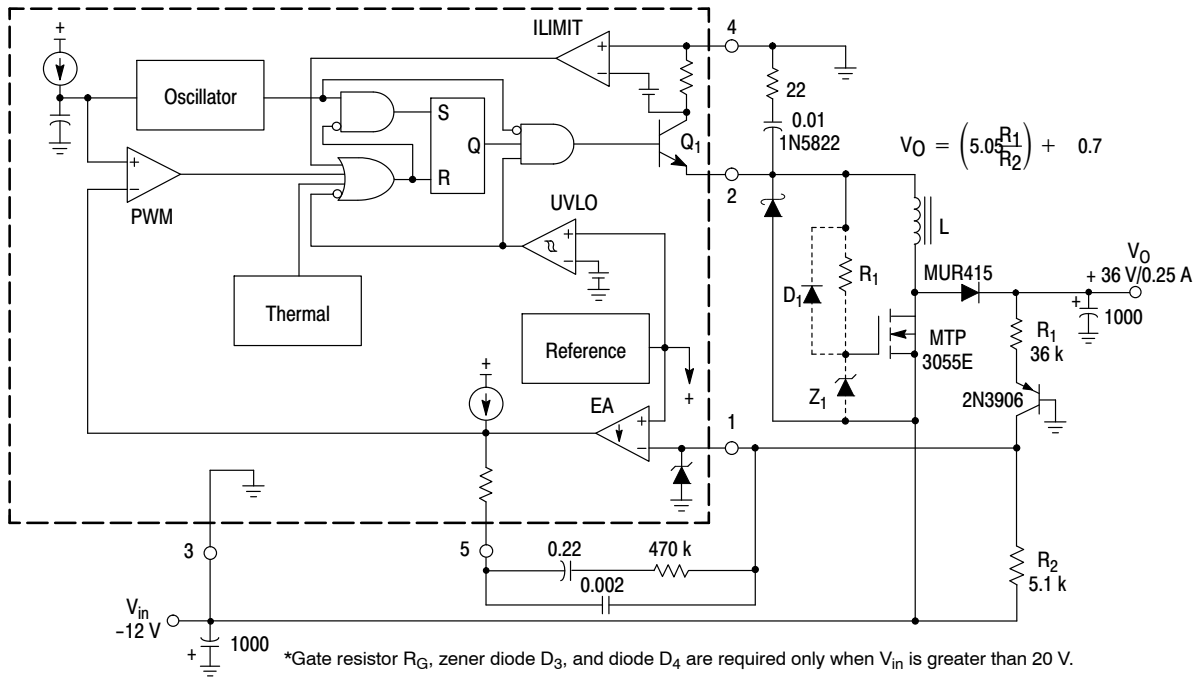 +
ILIMIT
4
+
−
Oscillator
22
0.01
1N5822
S
Q
R
Q1
VO = (5.05 R1/R2) + 0.7
+
−
PWM
2
UVLO
+
−
L
Thermal
D1
R1
MUR415
VO
+ 36 V/0.25 A
+
1000
MTP
3055E
R1
36 k
Reference
+
+
Z1
2N3906
EA
+
−
1
3
5
0.22
470 k
0.002
R2
5.1 k
Vin
−12 V
+
1000
*Gate resistor RG, zener diode D3, and diode D4 are required only when Vin is greater than 20 V.